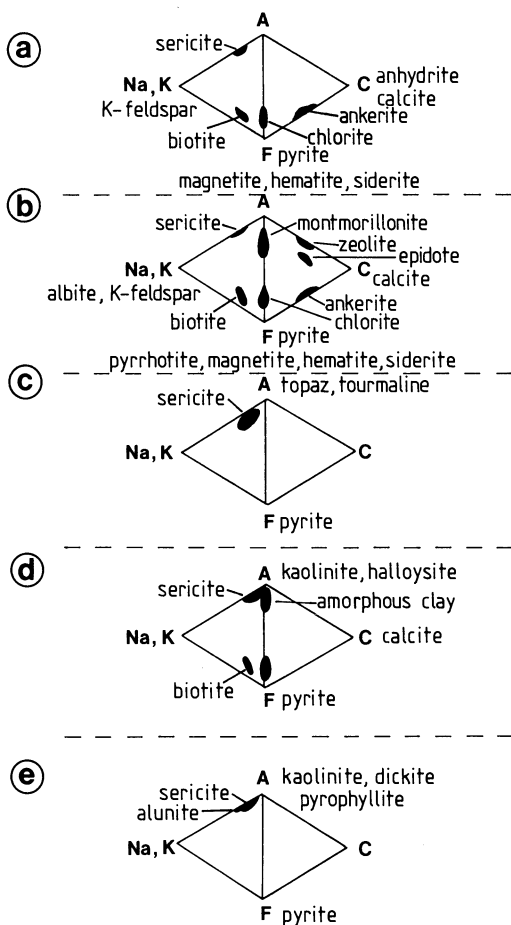 a
A
sericite
Na, K
C anhydrite
calcite
K-feldspar
ankerite
biotite
chlorite
F pyrite
magnetite, hematite, siderite
b
A
sericite
montmorillonite
zeolite
epidote
Na, K
C calcite
albite, K-feldspar
ankerite
biotite
chlorite
F pyrite
pyrrhotite, magnetite, hematite, siderite
c
A topaz, tourmaline
sericite
Na, K
C
F pyrite
d
A kaolinite, halloysite
sericite
amorphous clay
Na, K
C calcite
biotite
F pyrite
e
A kaolinite, dickite
pyrophyllite
sericite
alunite
Na, K
C
F pyrite